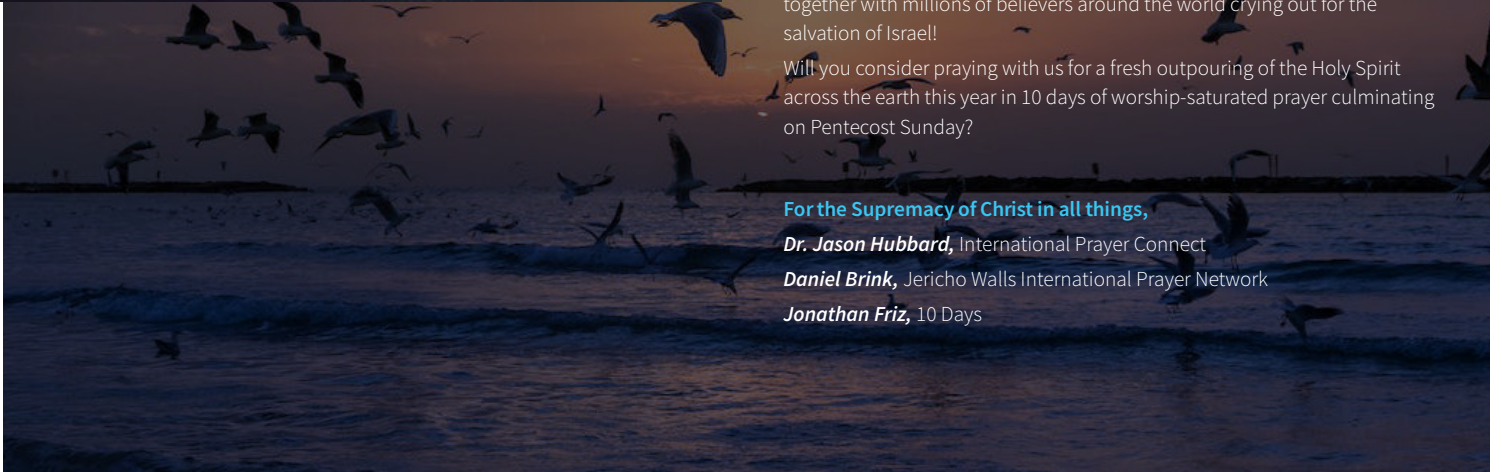 together with millions of believers around the world crying out for the
salvation of Israel!
Will you consider praying with us for a fresh outpouring of the Holy Spirit
across the earth this year in 10 days of worship-saturated prayer culminating
on Pentecost Sunday?
For the Supremacy of Christ in all things,
Dr. Jason Hubbard, International Prayer Connect
Daniel Brink, Jericho Walls International Prayer Network
Jonathan Friz, 10 Days